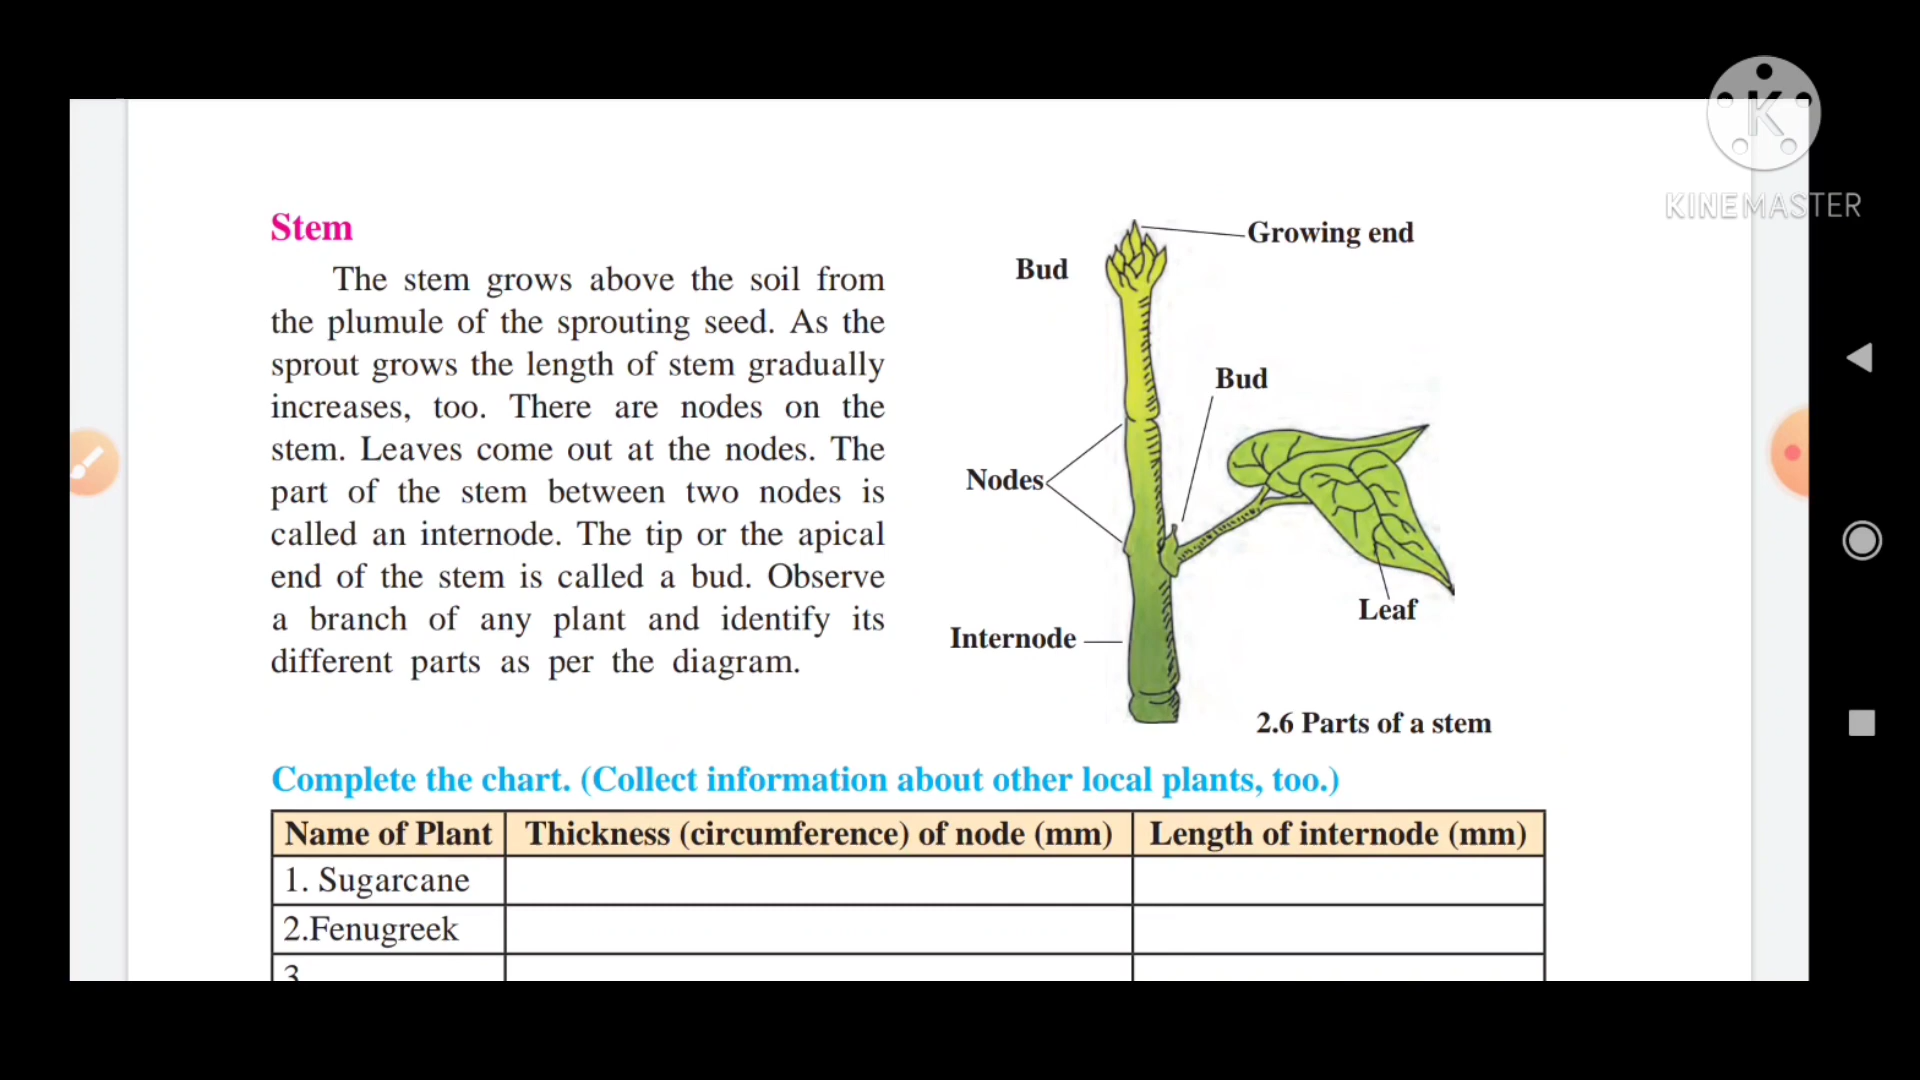 K
KINEMASTER
Stem
The stem grows above the soil from
the plumule of the sprouting seed. As the
sprout grows the length of stem gradually
increases, too. There are nodes on the
stem. Leaves come out at the nodes. The
part of the stem between two nodes is
called an internode. The tip or the apical
end of the stem is called a bud. Observe
a branch of any plant and identify its
different parts as per the diagram.
Growing end
Bud
Bud
Nodes
Leaf
Internode
2.6 Parts of a stem
Complete the chart. (Collect information about other local plants, too.)
Name of Plant Thickness (circumference) of node (mm) Length of internode (mm)
1. Sugarcane
2.Fenugreek
3